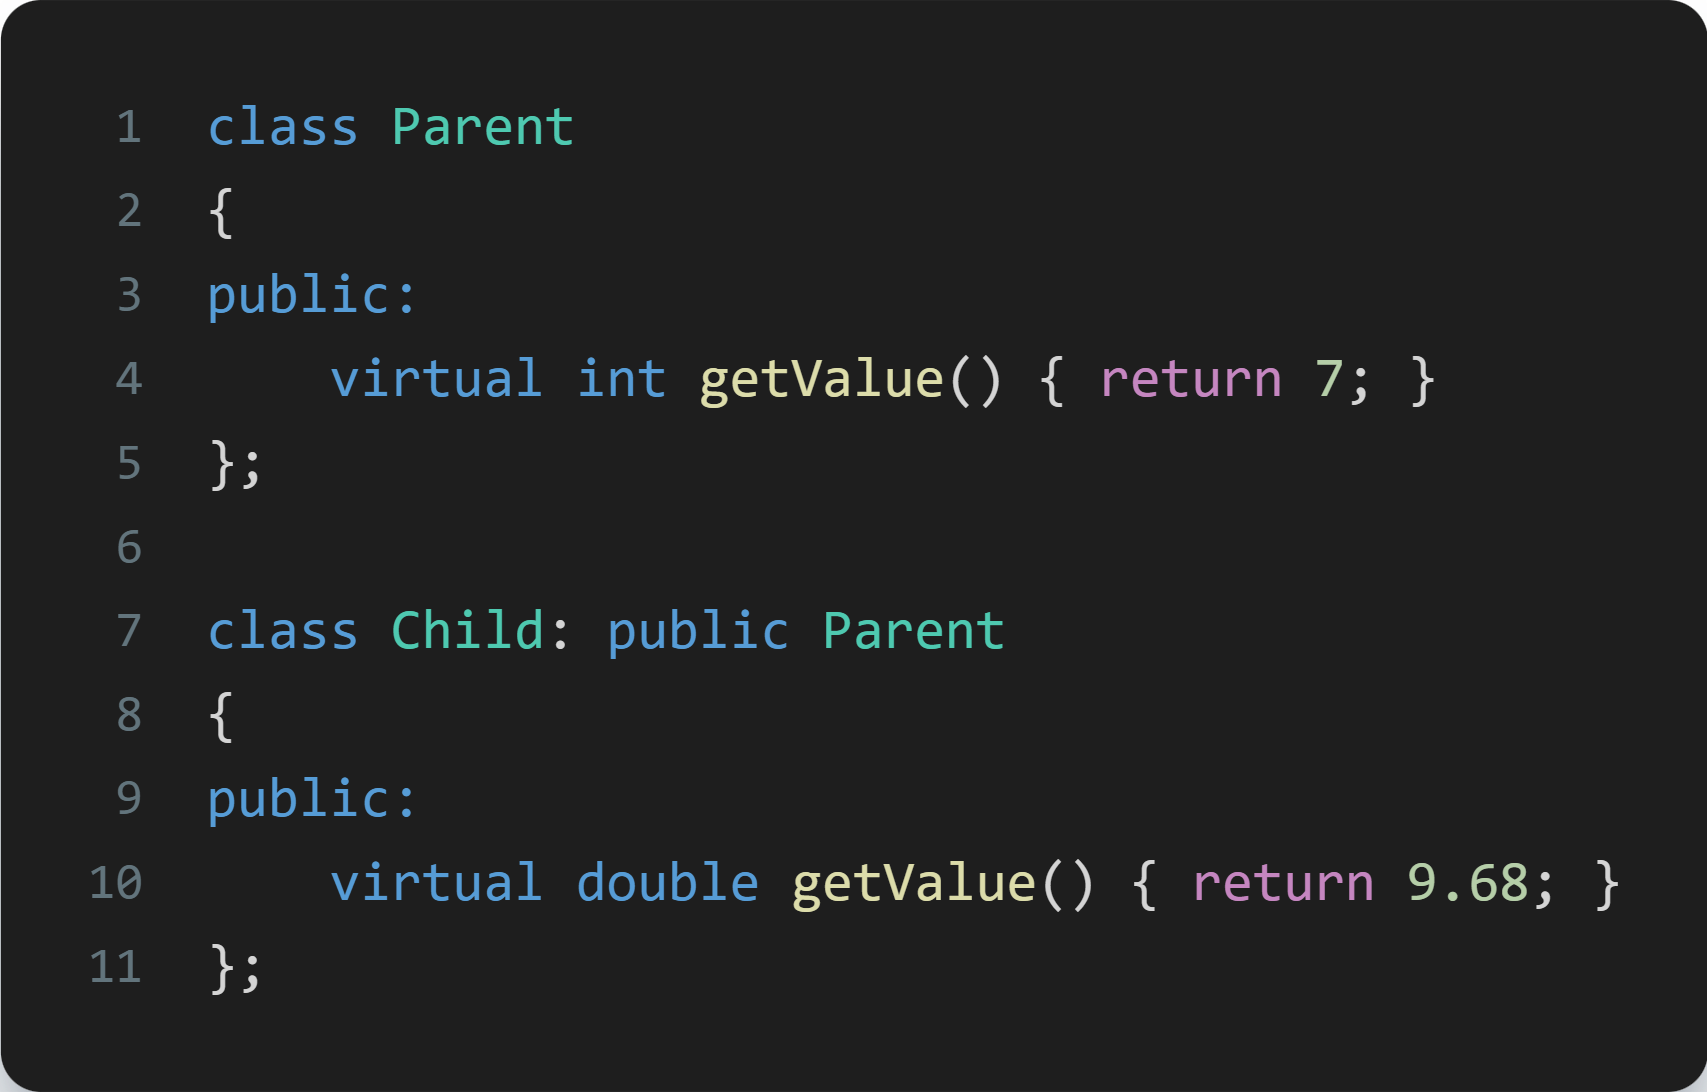 1 class Parent
2 {
3 public:
4     virtual int getValue() { return 7; }
5 };
6
7 class Child: public Parent
8 {
9 public:
10     virtual double getValue() { return 9.68; }
11 };